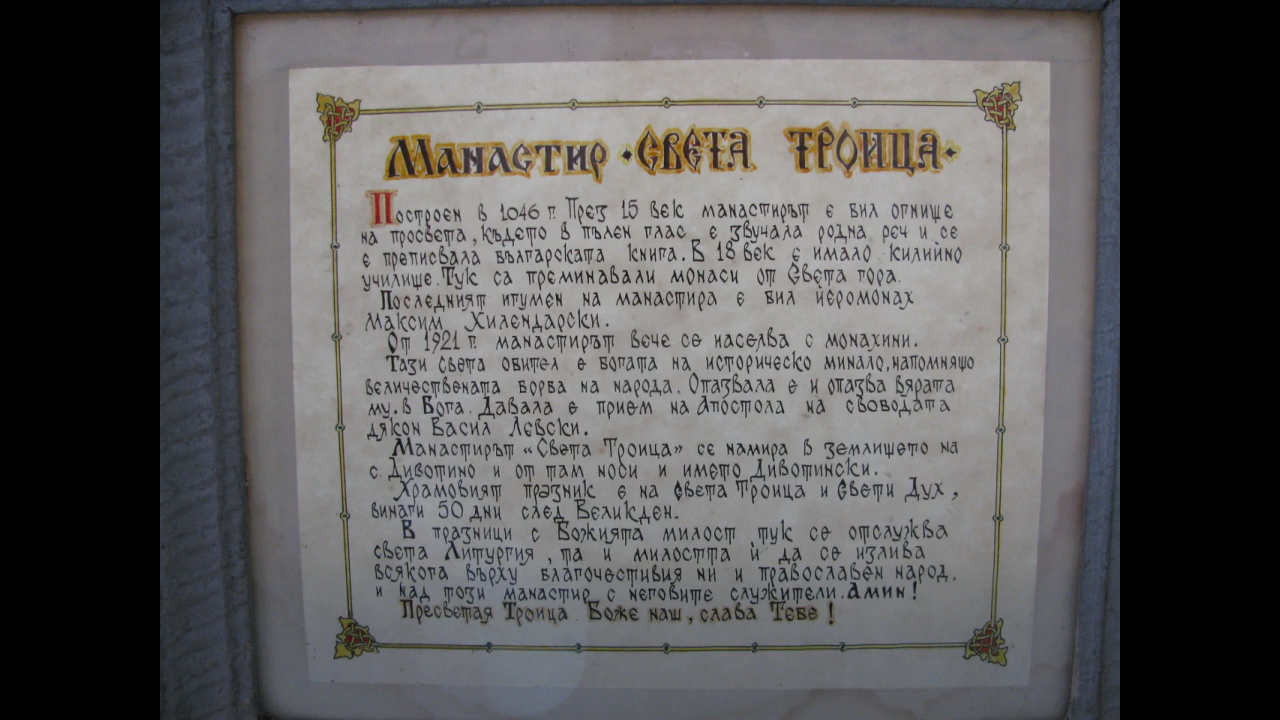 Манастир ·Света Троица·
Построен в 1046 г. През 15 век манастирът е бил огнище
на просвета, където в пълен глас е звучала родна реч и се
е преписвала българската книга. В 18 век е имало килийно
училище. Тук са преминавали монаси от Света гора.
Последният игумен на манастира е бил йеромонах
Максим Хилендарски.
От 1921 г. манастирът вече се населва с монахини.
Тази света обител е богата на историческо минало, напомнящо
величествената борба на народа. Опазвала е и опазва вярата
му в Бога. Давала е прием на Апостола на свободата
дякон Васил Левски.
Манастирът «Света Троица» се намира в землището на
с. Дивотино и от там носи и името Дивотински.
Храмовият празник е на Света Троица и Свети Дух,
винаги 50 дни след Великден.
В празници с Божията милост тук се отслужва
света Литургия, та и милостта ѝ да се излива
всякога върху благочестивия ни и православен народ,
и над този манастир с неговите служители. Амин!
Пресветая Троица Боже наш, слава Тебе!